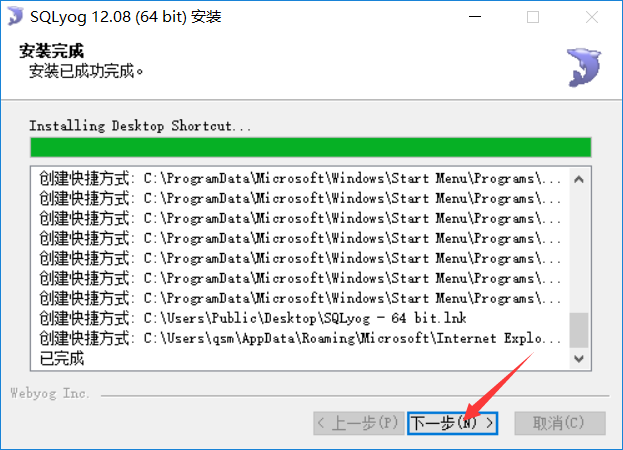 SQLyog 12.08 (64 bit) 安装
安装完成
安装已成功完成。
Installing Desktop Shortcut...
创建快捷方式: C:\ProgramData\Microsoft\Windows\Start Menu\Programs\...
创建快捷方式: C:\ProgramData\Microsoft\Windows\Start Menu\Programs\...
创建快捷方式: C:\ProgramData\Microsoft\Windows\Start Menu\Programs\...
创建快捷方式: C:\ProgramData\Microsoft\Windows\Start Menu\Programs\...
创建快捷方式: C:\ProgramData\Microsoft\Windows\Start Menu\Programs\...
创建快捷方式: C:\ProgramData\Microsoft\Windows\Start Menu\Programs\...
创建快捷方式: C:\ProgramData\Microsoft\Windows\Start Menu\Programs\...
创建快捷方式: C:\Users\Public\Desktop\SQLyog - 64 bit.lnk
创建快捷方式: C:\Users\qsm\AppData\Roaming\Microsoft\Internet Explo...
已完成
Webyog Inc.
< 上一步(P) 下一步(N) > 取消(C)